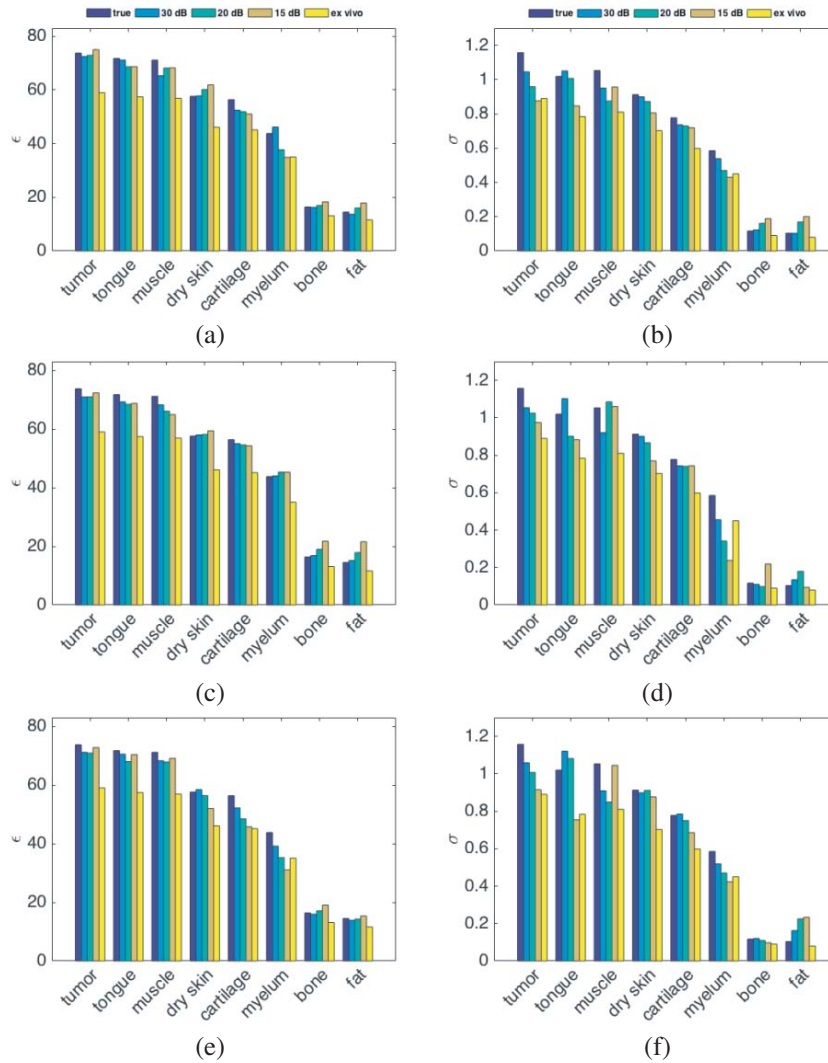 true 30 dB 20 dB 15 dB ex vivo
80
60
40
20
0
ϵ
tumor
tongue
muscle
dry skin
cartilage
myelum
bone
fat
(a)
true 30 dB 20 dB 15 dB ex vivo
1.2
1
0.8
0.6
0.4
0.2
0
σ
tumor
tongue
muscle
dry skin
cartilage
myelum
bone
fat
(b)
80
60
40
20
0
ϵ
tumor
tongue
muscle
dry skin
cartilage
myelum
bone
fat
(c)
1.2
1
0.8
0.6
0.4
0.2
0
σ
tumor
tongue
muscle
dry skin
cartilage
myelum
bone
fat
(d)
80
60
40
20
0
ϵ
tumor
tongue
muscle
dry skin
cartilage
myelum
bone
fat
(e)
1.2
1
0.8
0.6
0.4
0.2
0
σ
tumor
tongue
muscle
dry skin
cartilage
myelum
bone
fat
(f)